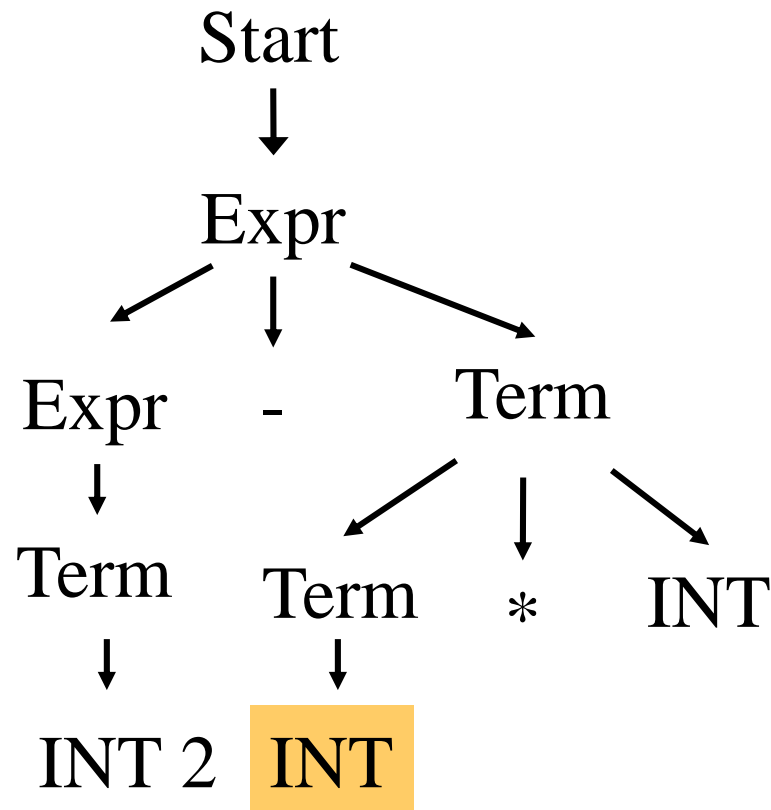 Start
Expr
Expr - Term
Term Term * INT
INT 2 INT